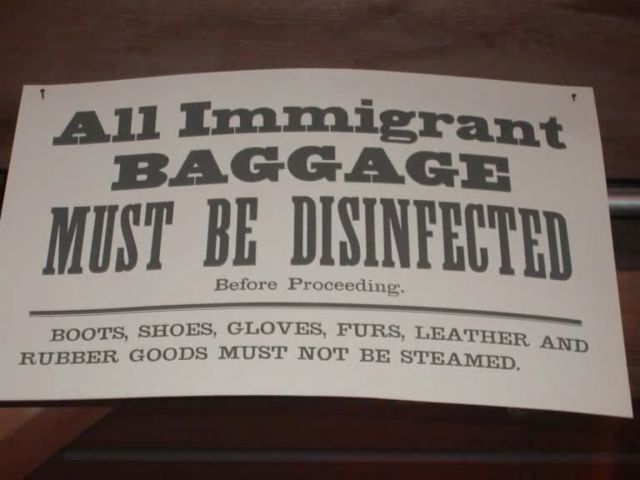 All Immigrant
BAGGAGE
MUST BE DISINFECTED
Before Proceeding.
BOOTS, SHOES, GLOVES, FURS, LEATHER AND
RUBBER GOODS MUST NOT BE STEAMED.